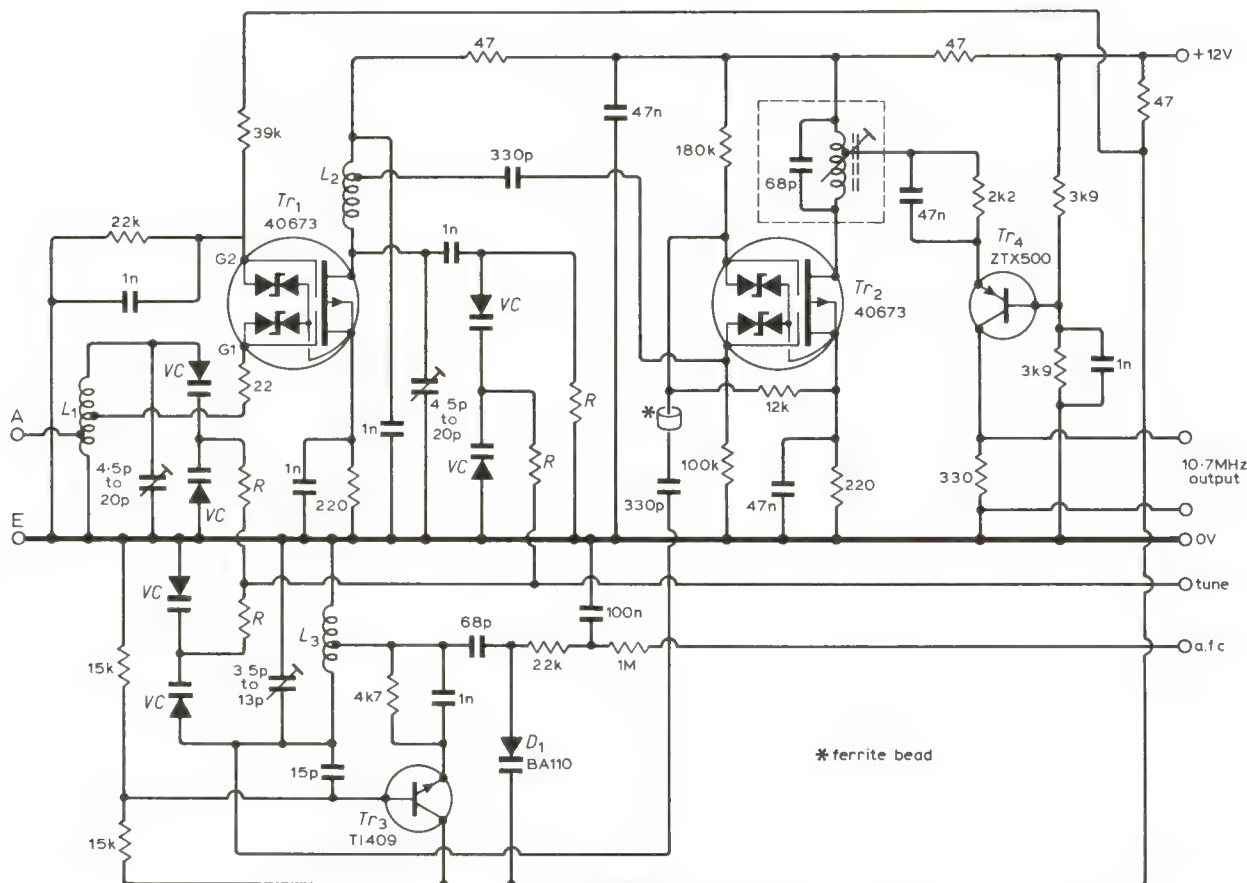 47
47
+12V
47
39k
47n
180k
68p
330p
L2
Tr1
40673
22k
1n
G2
1n
VC
47n
2k2
3k9
Tr4
ZTX500
Tr2
40673
1n
G1
VC
22
L1
A
4·5p
to
20p
R
VC
1n
220
1n
4·5p
to
20p
VC
R
R
*
12k
330p
100k
47n
220
3k9
1n
330
10·7MHz
output
E
0V
VC
tune
R
100n
L3
68p
22k
1M
a.f.c
15k
3·5p
to
13p
VC
4k7
1n
D1
BA110
*ferrite bead
15p
Tr3
TI409
15k